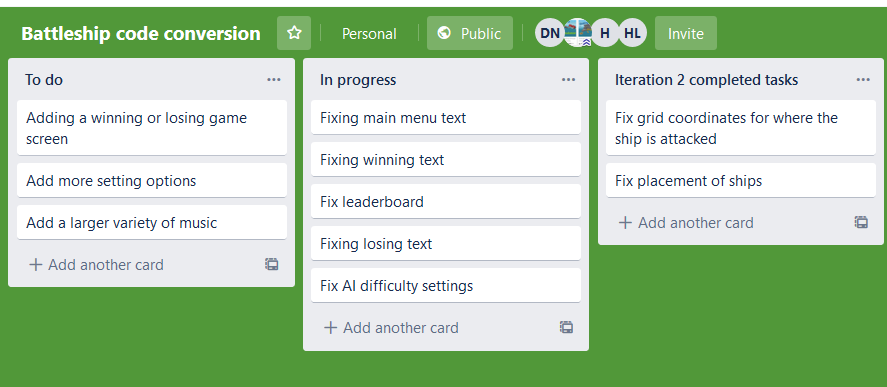 Battleship code conversion
Personal
Public
DN
H
HL
Invite
To do
Adding a winning or losing game
screen
Add more setting options
Add a larger variety of music
+ Add another card
In progress
Fixing main menu text
Fixing winning text
Fix leaderboard
Fixing losing text
Fix AI difficulty settings
+ Add another card
Iteration 2 completed tasks
Fix grid coordinates for where the
ship is attacked
Fix placement of ships
+ Add another card